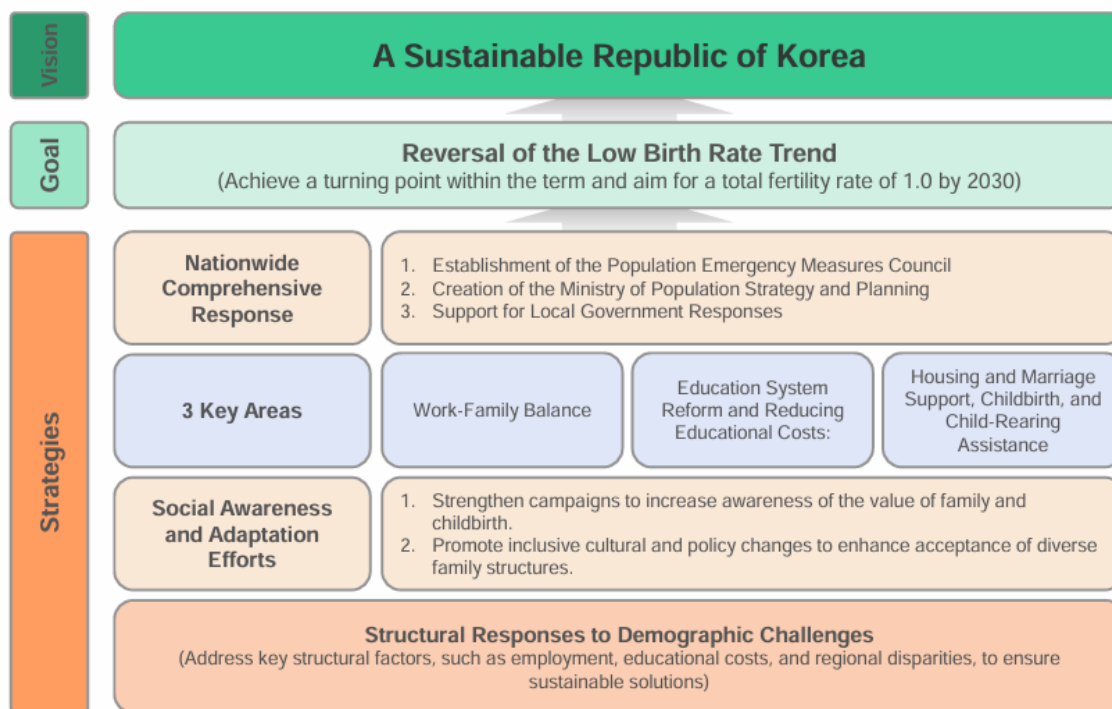 Vision
A Sustainable Republic of Korea
Goal
Reversal of the Low Birth Rate Trend
(Achieve a turning point within the term and aim for a total fertility rate of 1.0 by 2030)
Strategies
Nationwide
Comprehensive
Response
1. Establishment of the Population Emergency Measures Council
2. Creation of the Ministry of Population Strategy and Planning
3. Support for Local Government Responses
3 Key Areas
Work-Family Balance
Education System
Reform and Reducing
Educational Costs:
Housing and Marriage
Support, Childbirth, and
Child-Rearing
Assistance
Social Awareness
and Adaptation
Efforts
1. Strengthen campaigns to increase awareness of the value of family and
childbirth.
2. Promote inclusive cultural and policy changes to enhance acceptance of diverse
family structures.
Structural Responses to Demographic Challenges
(Address key structural factors, such as employment, educational costs, and regional disparities, to ensure
sustainable solutions)